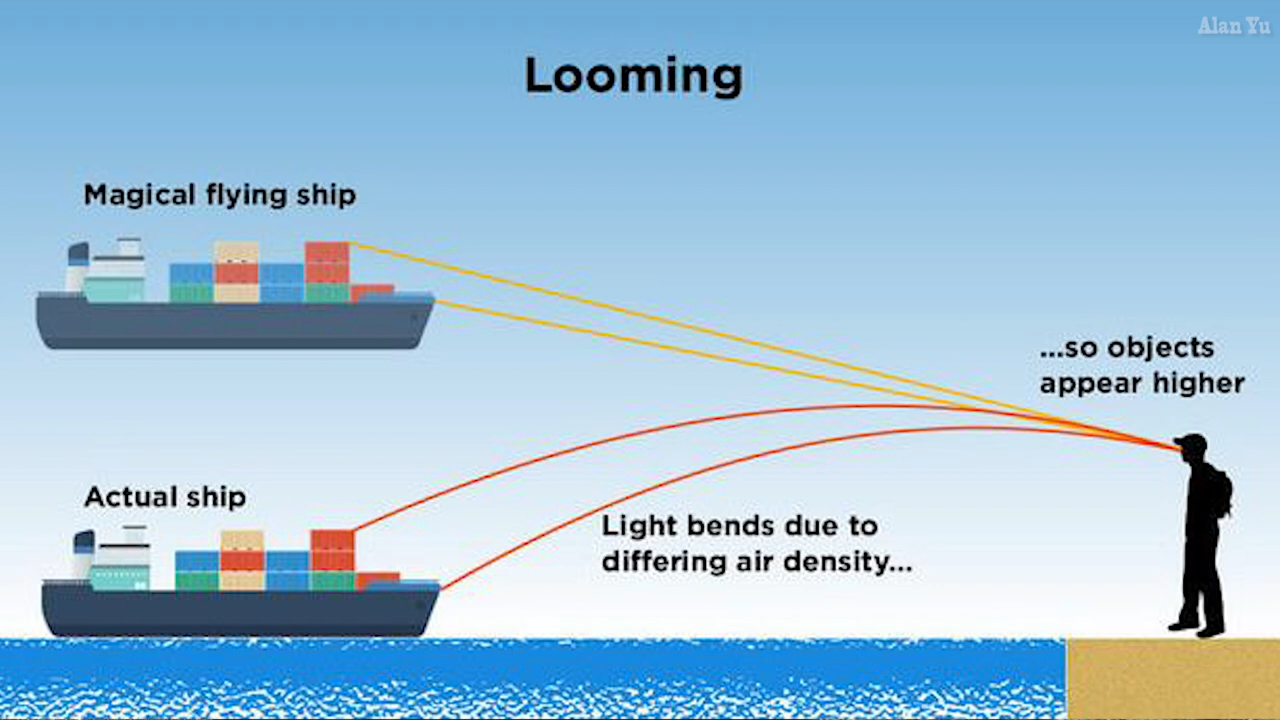 Alan Yu
Looming
Magical flying ship
...so objects
appear higher
Actual ship
Light bends due to
differing air density...